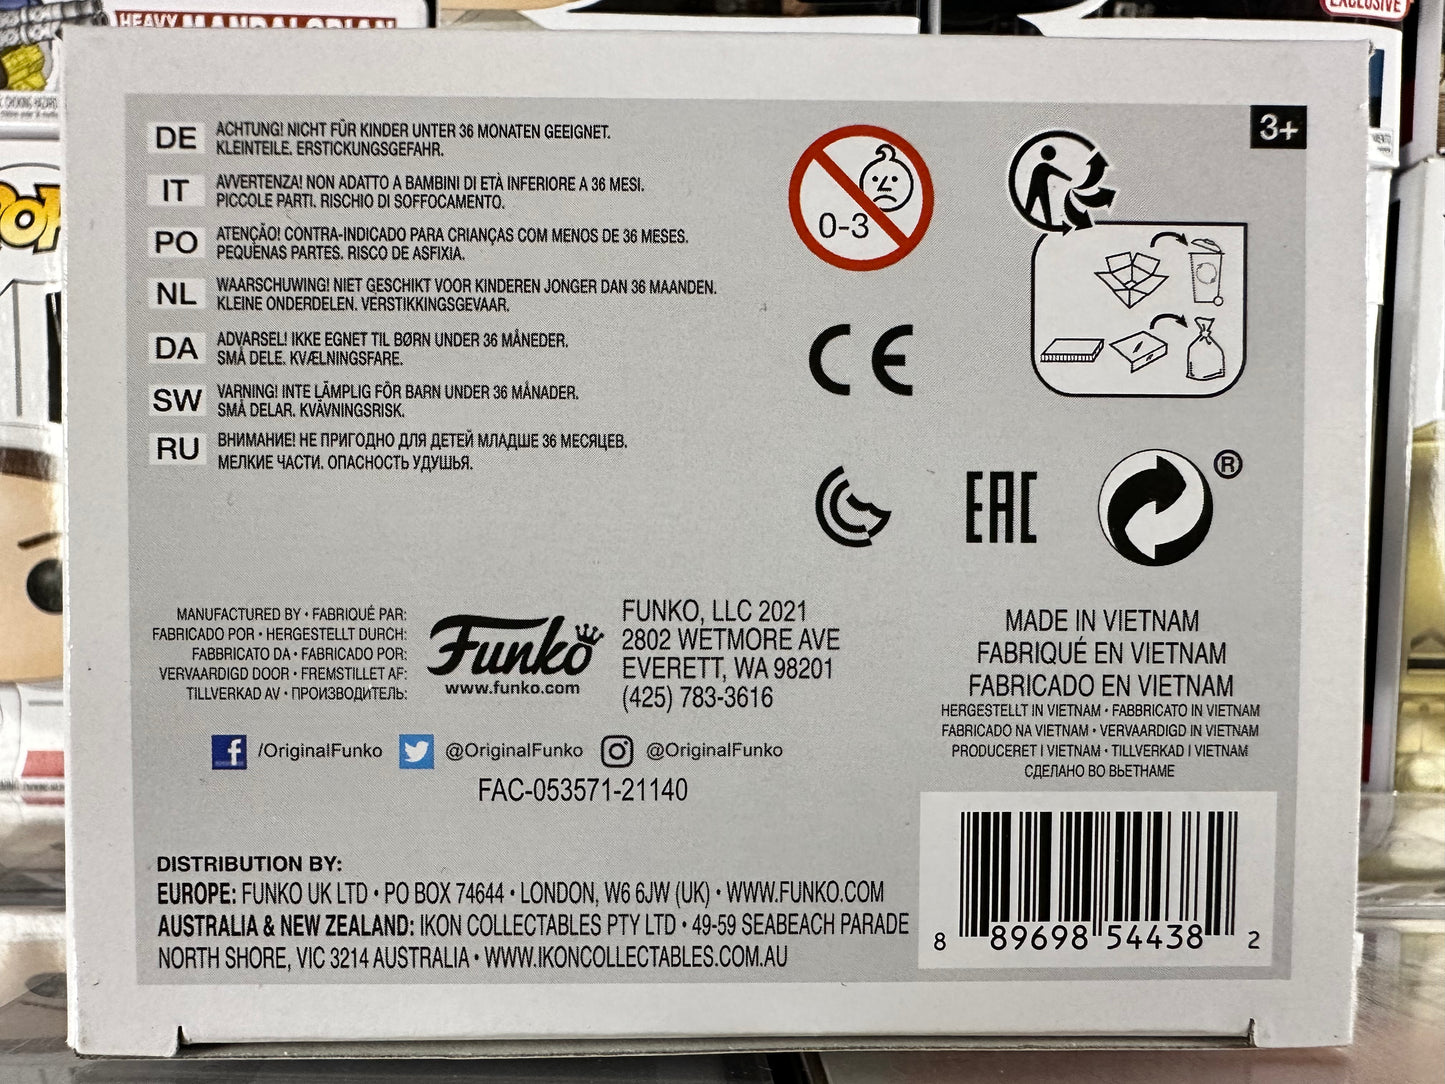 HEAVY MANDALORIAN
EXCLUSIVE
3+
DE
ACHTUNG! NICHT FÜR KINDER UNTER 36 MONATEN GEEIGNET.
KLEINTEILE. ERSTICKUNGSGEFAHR.
IT
AVVERTENZA! NON ADATTO A BAMBINI DI ETÀ INFERIORE A 36 MESI.
PICCOLE PARTI. RISCHIO DI SOFFOCAMENTO.
PO
ATENÇÃO! CONTRA-INDICADO PARA CRIANÇAS COM MENOS DE 36 MESES.
PEQUENAS PARTES. RISCO DE ASFIXIA.
NL
WAARSCHUWING! NIET GESCHIKT VOOR KINDEREN JONGER DAN 36 MAANDEN.
KLEINE ONDERDELEN. VERSTIKKINGSGEVAAR.
DA
ADVARSEL! IKKE EGNET TIL BØRN UNDER 36 MÅNEDER.
SMÅ DELE. KVÆLNINGSFARE.
SW
VARNING! INTE LÄMPLIG FÖR BARN UNDER 36 MÅNADER.
SMÅ DELAR. KVÄVNINGSRISK.
RU
ВНИМАНИЕ! НЕ ПРИГОДНО ДЛЯ ДЕТЕЙ МЛАДШЕ 36 МЕСЯЦЕВ.
МЕЛКИЕ ЧАСТИ. ОПАСНОСТЬ УДУШЬЯ.
0-3
CE
EAC
®
MANUFACTURED BY • FABRIQUÉ PAR:
FABRICADO POR • HERGESTELLT DURCH:
FABBRICATO DA • FABRICADO POR:
VERVAARDIGD DOOR • FREMSTILLET AF:
TILLVERKAD AV • ПРОИЗВОДИТЕЛЬ:
Funko
www.funko.com
FUNKO, LLC 2021
2802 WETMORE AVE
EVERETT, WA 98201
(425) 783-3616
MADE IN VIETNAM
FABRIQUÉ EN VIETNAM
FABRICADO EN VIETNAM
HERGESTELLT IN VIETNAM • FABBRICATO IN VIETNAM
FABRICADO NA VIETNAM • VERVAARDIGD IN VIETNAM
PRODUCERET I VIETNAM • TILLVERKAD I VIETNAM
СДЕЛАНО ВО ВЬЕТНАМЕ
/OriginalFunko @OriginalFunko @OriginalFunko
FAC-053571-21140
DISTRIBUTION BY:
EUROPE: FUNKO UK LTD • PO BOX 74644 • LONDON, W6 6JW (UK) • WWW.FUNKO.COM
AUSTRALIA & NEW ZEALAND: IKON COLLECTABLES PTY LTD • 49-59 SEABEACH PARADE
NORTH SHORE, VIC 3214 AUSTRALIA • WWW.IKONCOLLECTABLES.COM.AU
8 89698 54438 2